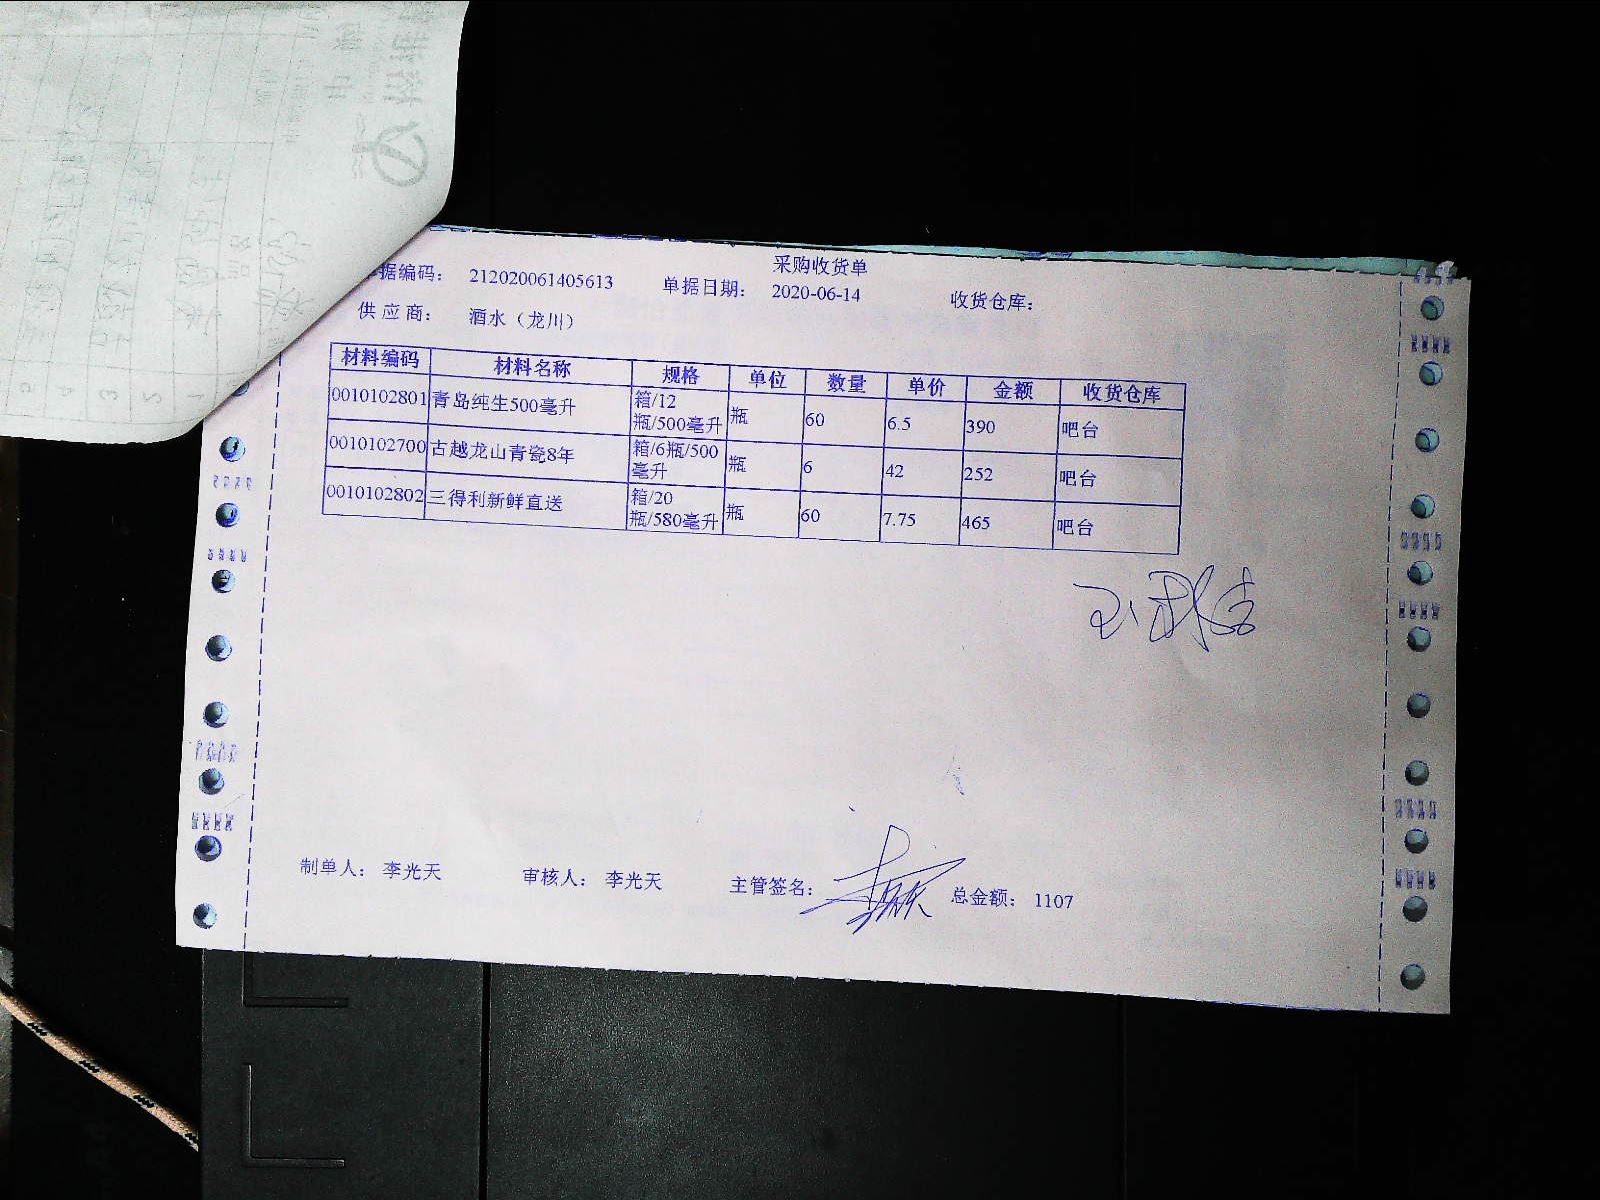 采购收货单
据编码： 212020061405613 单据日期： 2020-06-14 收货仓库：
供应商： 酒水（龙川）
材料编码 材料名称 规格 单位 数量 单价 金额 收货仓库
0010102801 青岛纯生500毫升 箱/12瓶/500毫升 瓶 60 6.5 390 吧台
0010102700 古越龙山青瓷8年 箱/6瓶/500毫升 瓶 6 42 252 吧台
0010102802 三得利新鲜直送 箱/20瓶/580毫升 瓶 60 7.75 465 吧台
制单人： 李光天 审核人： 李光天 主管签名： 总金额： 1107